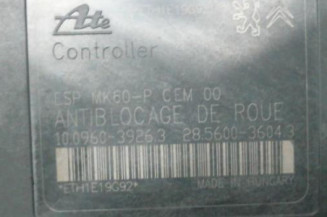 Ate
Controller
ESP MK60-P CEM 00
ANTIBLOCAGE DE ROUE
10.0960-3926.3 28.5600-3604.3
*ETH1E19G92* MADE IN HUNGARY